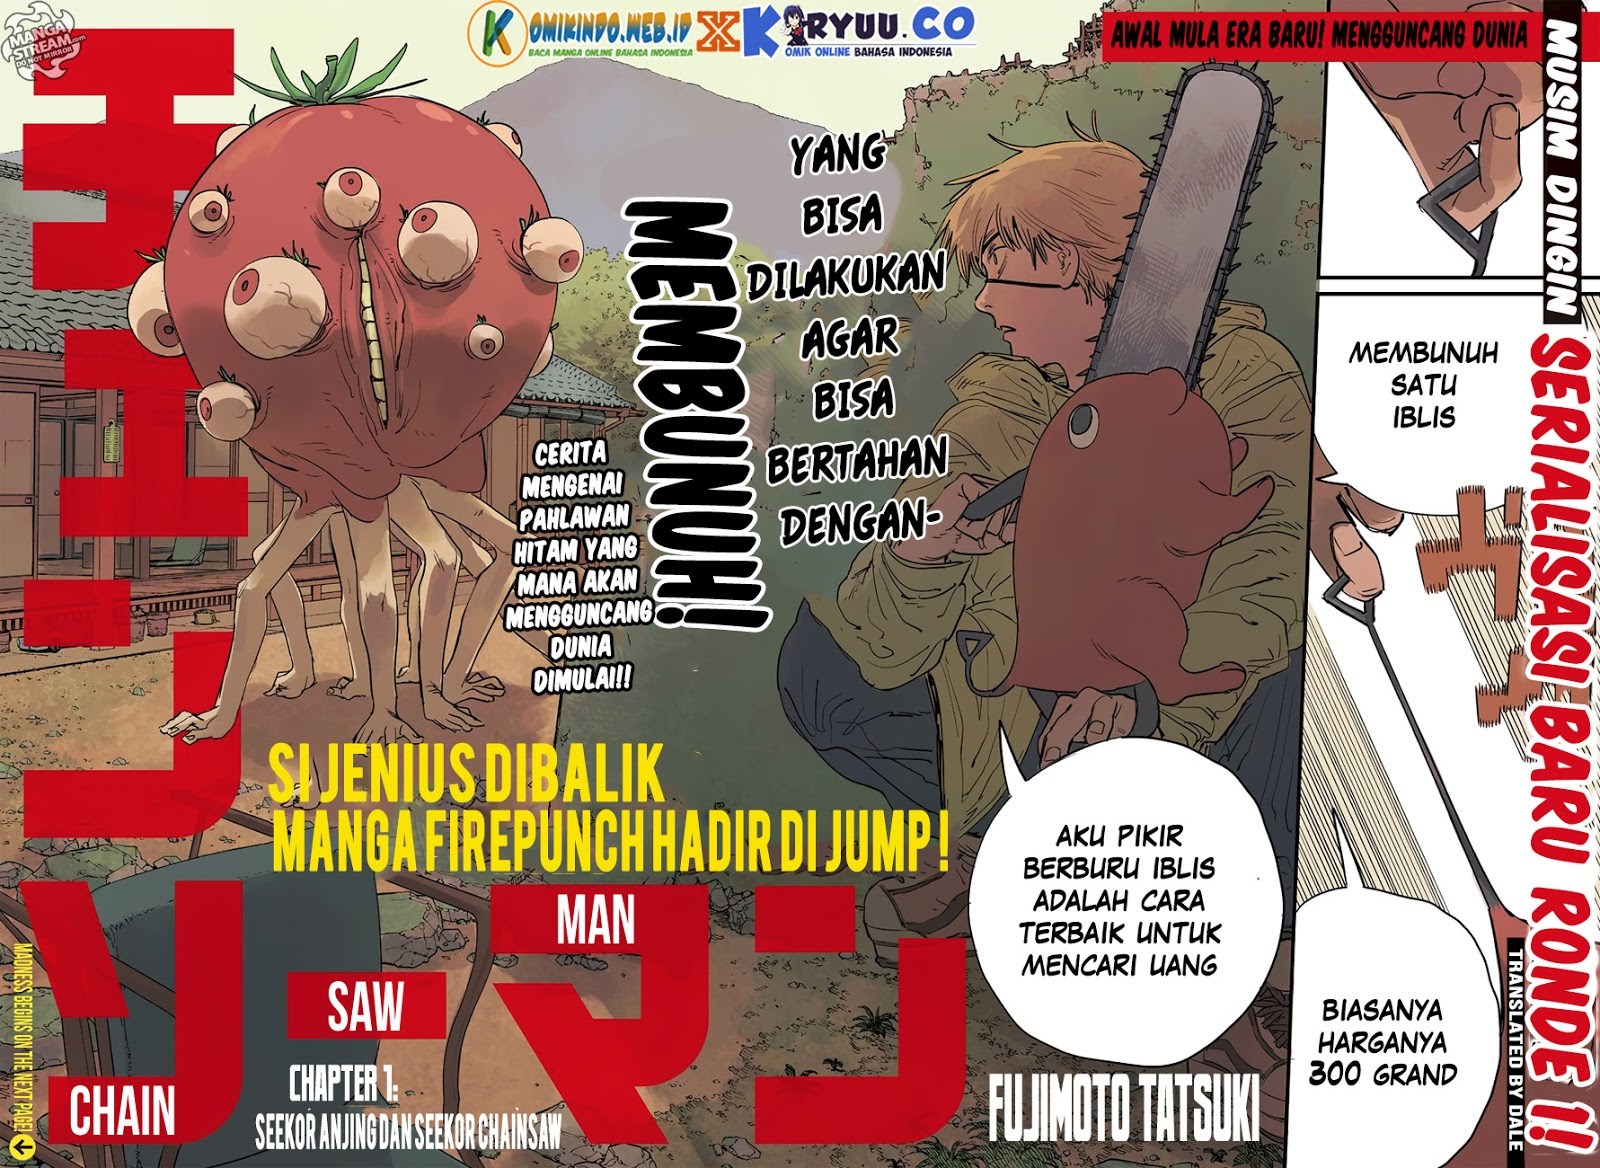 MANGA
STREAM.com
DO NOT MIRROR
KOMIKINDO.WEB.ID
BACA MANGA ONLINE BAHASA INDONESIA
X
KIRYUU.CO
KOMIK ONLINE BAHASA INDONESIA
AWAL MULA ERA BARU! MENGGUNCANG DUNIA
MUSIM DINGIN
SERIALISASI BARU RONDE 1!!
MEMBUNUH
SATU
IBLIS
ヴヴ
BIASANYA
HARGANYA
300 GRAND
TRANSLATED BY DALE
AKU PIKIR
BERBURU IBLIS
ADALAH CARA
TERBAIK UNTUK
MENCARI UANG
YANG
BISA
DILAKUKAN
AGAR
BISA
BERTAHAN
DENGAN-
MEMBUNUH!
CERITA
MENGENAI
PAHLAWAN
HITAM YANG
MANA AKAN
MENGGUNCANG
DUNIA
DIMULAI!!
SI JENIUS DIBALIK
MANGA FIREPUNCH HADIR DI JUMP!
チェンソーマン
CHAIN
SAW
MAN
CHAPTER 1:
SEEKOR ANJING DAN SEEKOR CHAINSAW
FUJIMOTO TATSUKI
MADNESS BEGINS ON THE NEXT PAGE!